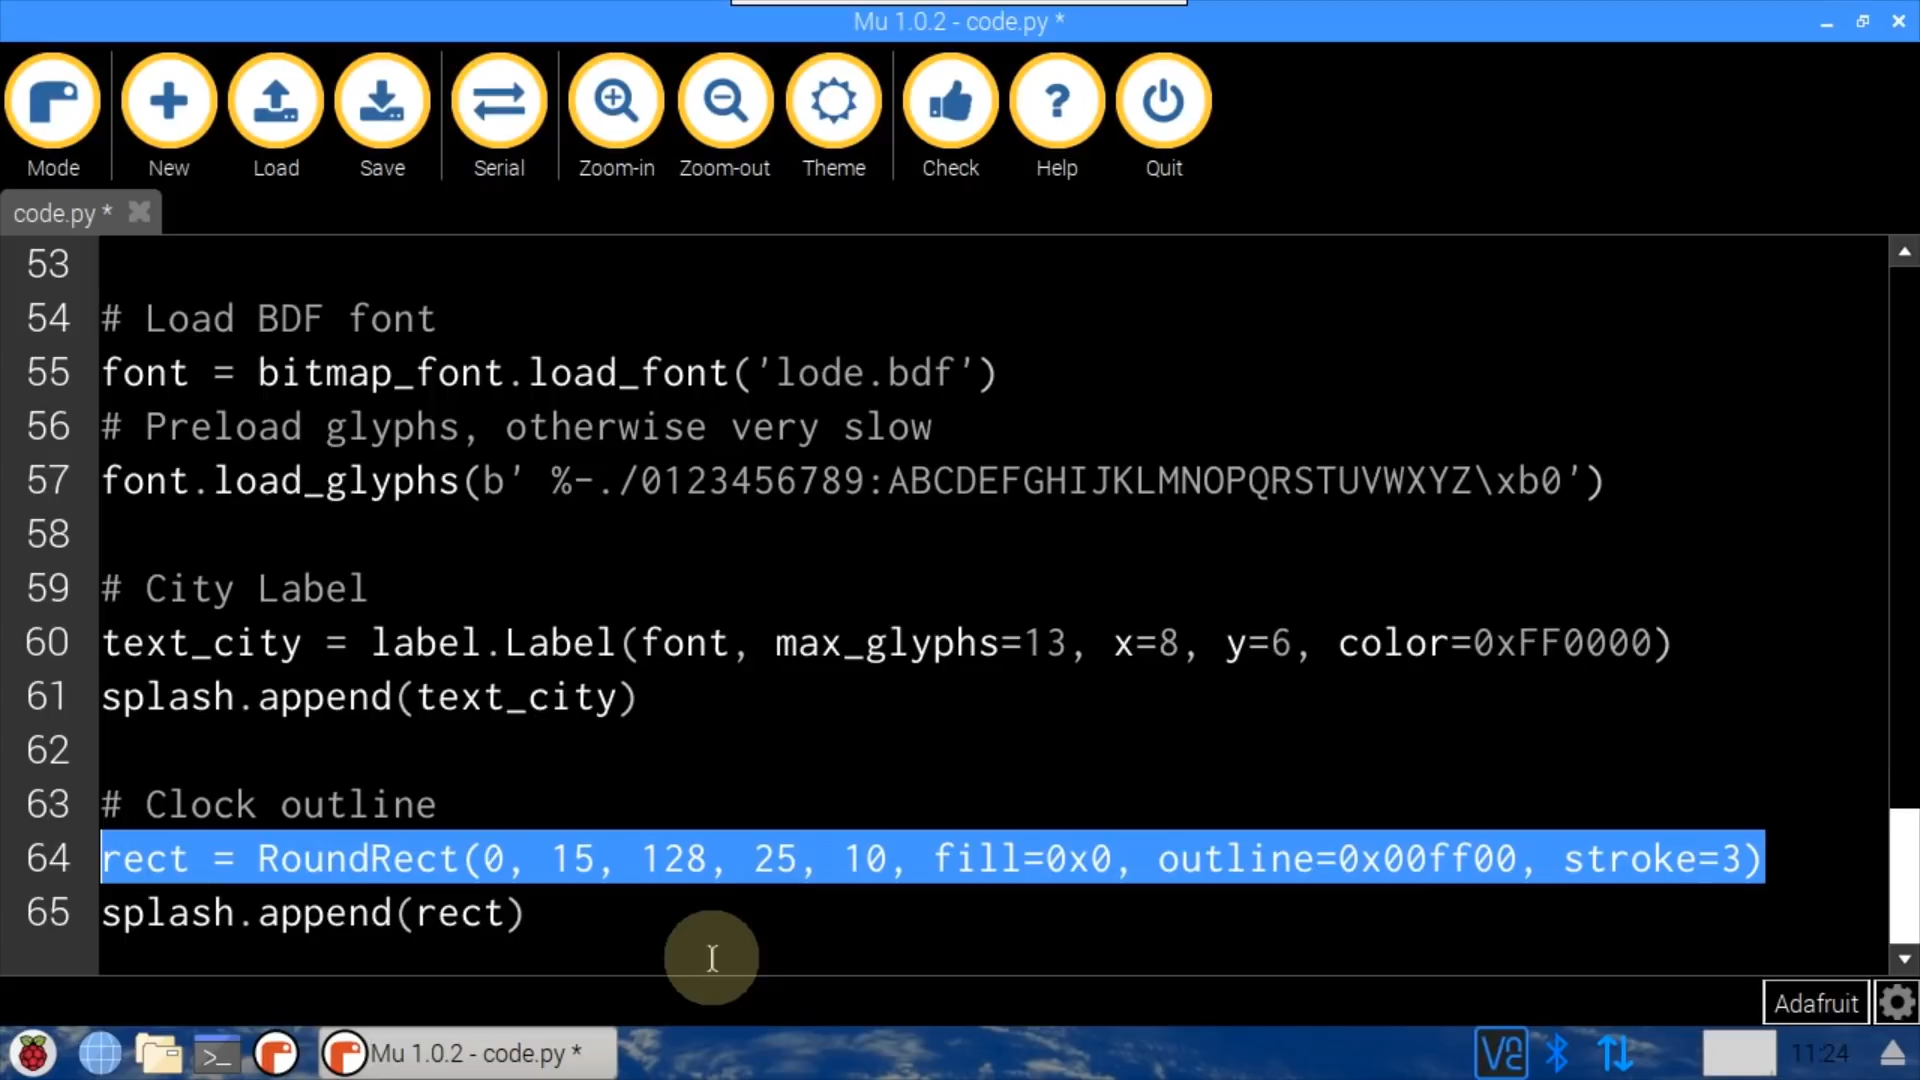 Mu 1.0.2 - code.py *
Mode New Load Save Serial Zoom-in Zoom-out Theme Check Help Quit
code.py *
53
54 # Load BDF font
55 font = bitmap_font.load_font('lode.bdf')
56 # Preload glyphs, otherwise very slow
57 font.load_glyphs(b' %-./0123456789:ABCDEFGHIJKLMNOPQRSTUVWXYZ\xb0')
58
59 # City Label
60 text_city = label.Label(font, max_glyphs=13, x=8, y=6, color=0xFF0000)
61 splash.append(text_city)
62
63 # Clock outline
64 rect = RoundRect(0, 15, 128, 25, 10, fill=0x0, outline=0x00ff00, stroke=3)
65 splash.append(rect)
Adafruit
Mu 1.0.2 - code.py *
11:24